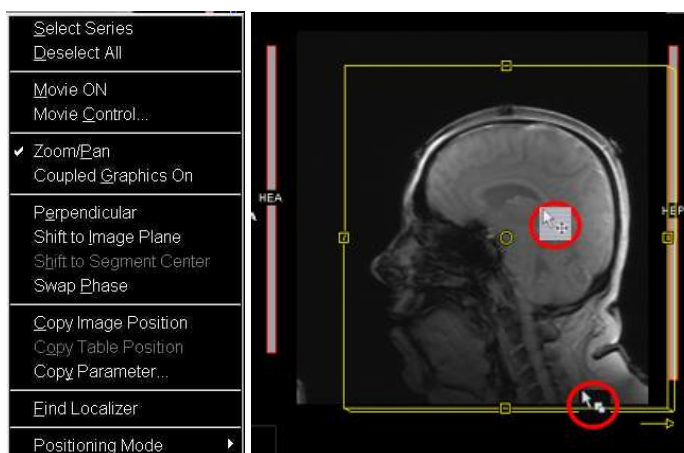 Select Series
Deselect All
Movie ON
Movie Control...
Zoom/Pan
Coupled Graphics On
Perpendicular
Shift to Image Plane
Shift to Segment Center
Swap Phase
Copy Image Position
Copy Table Position
Copy Parameter...
Find Localizer
Positioning Mode
HEA
A
HEP